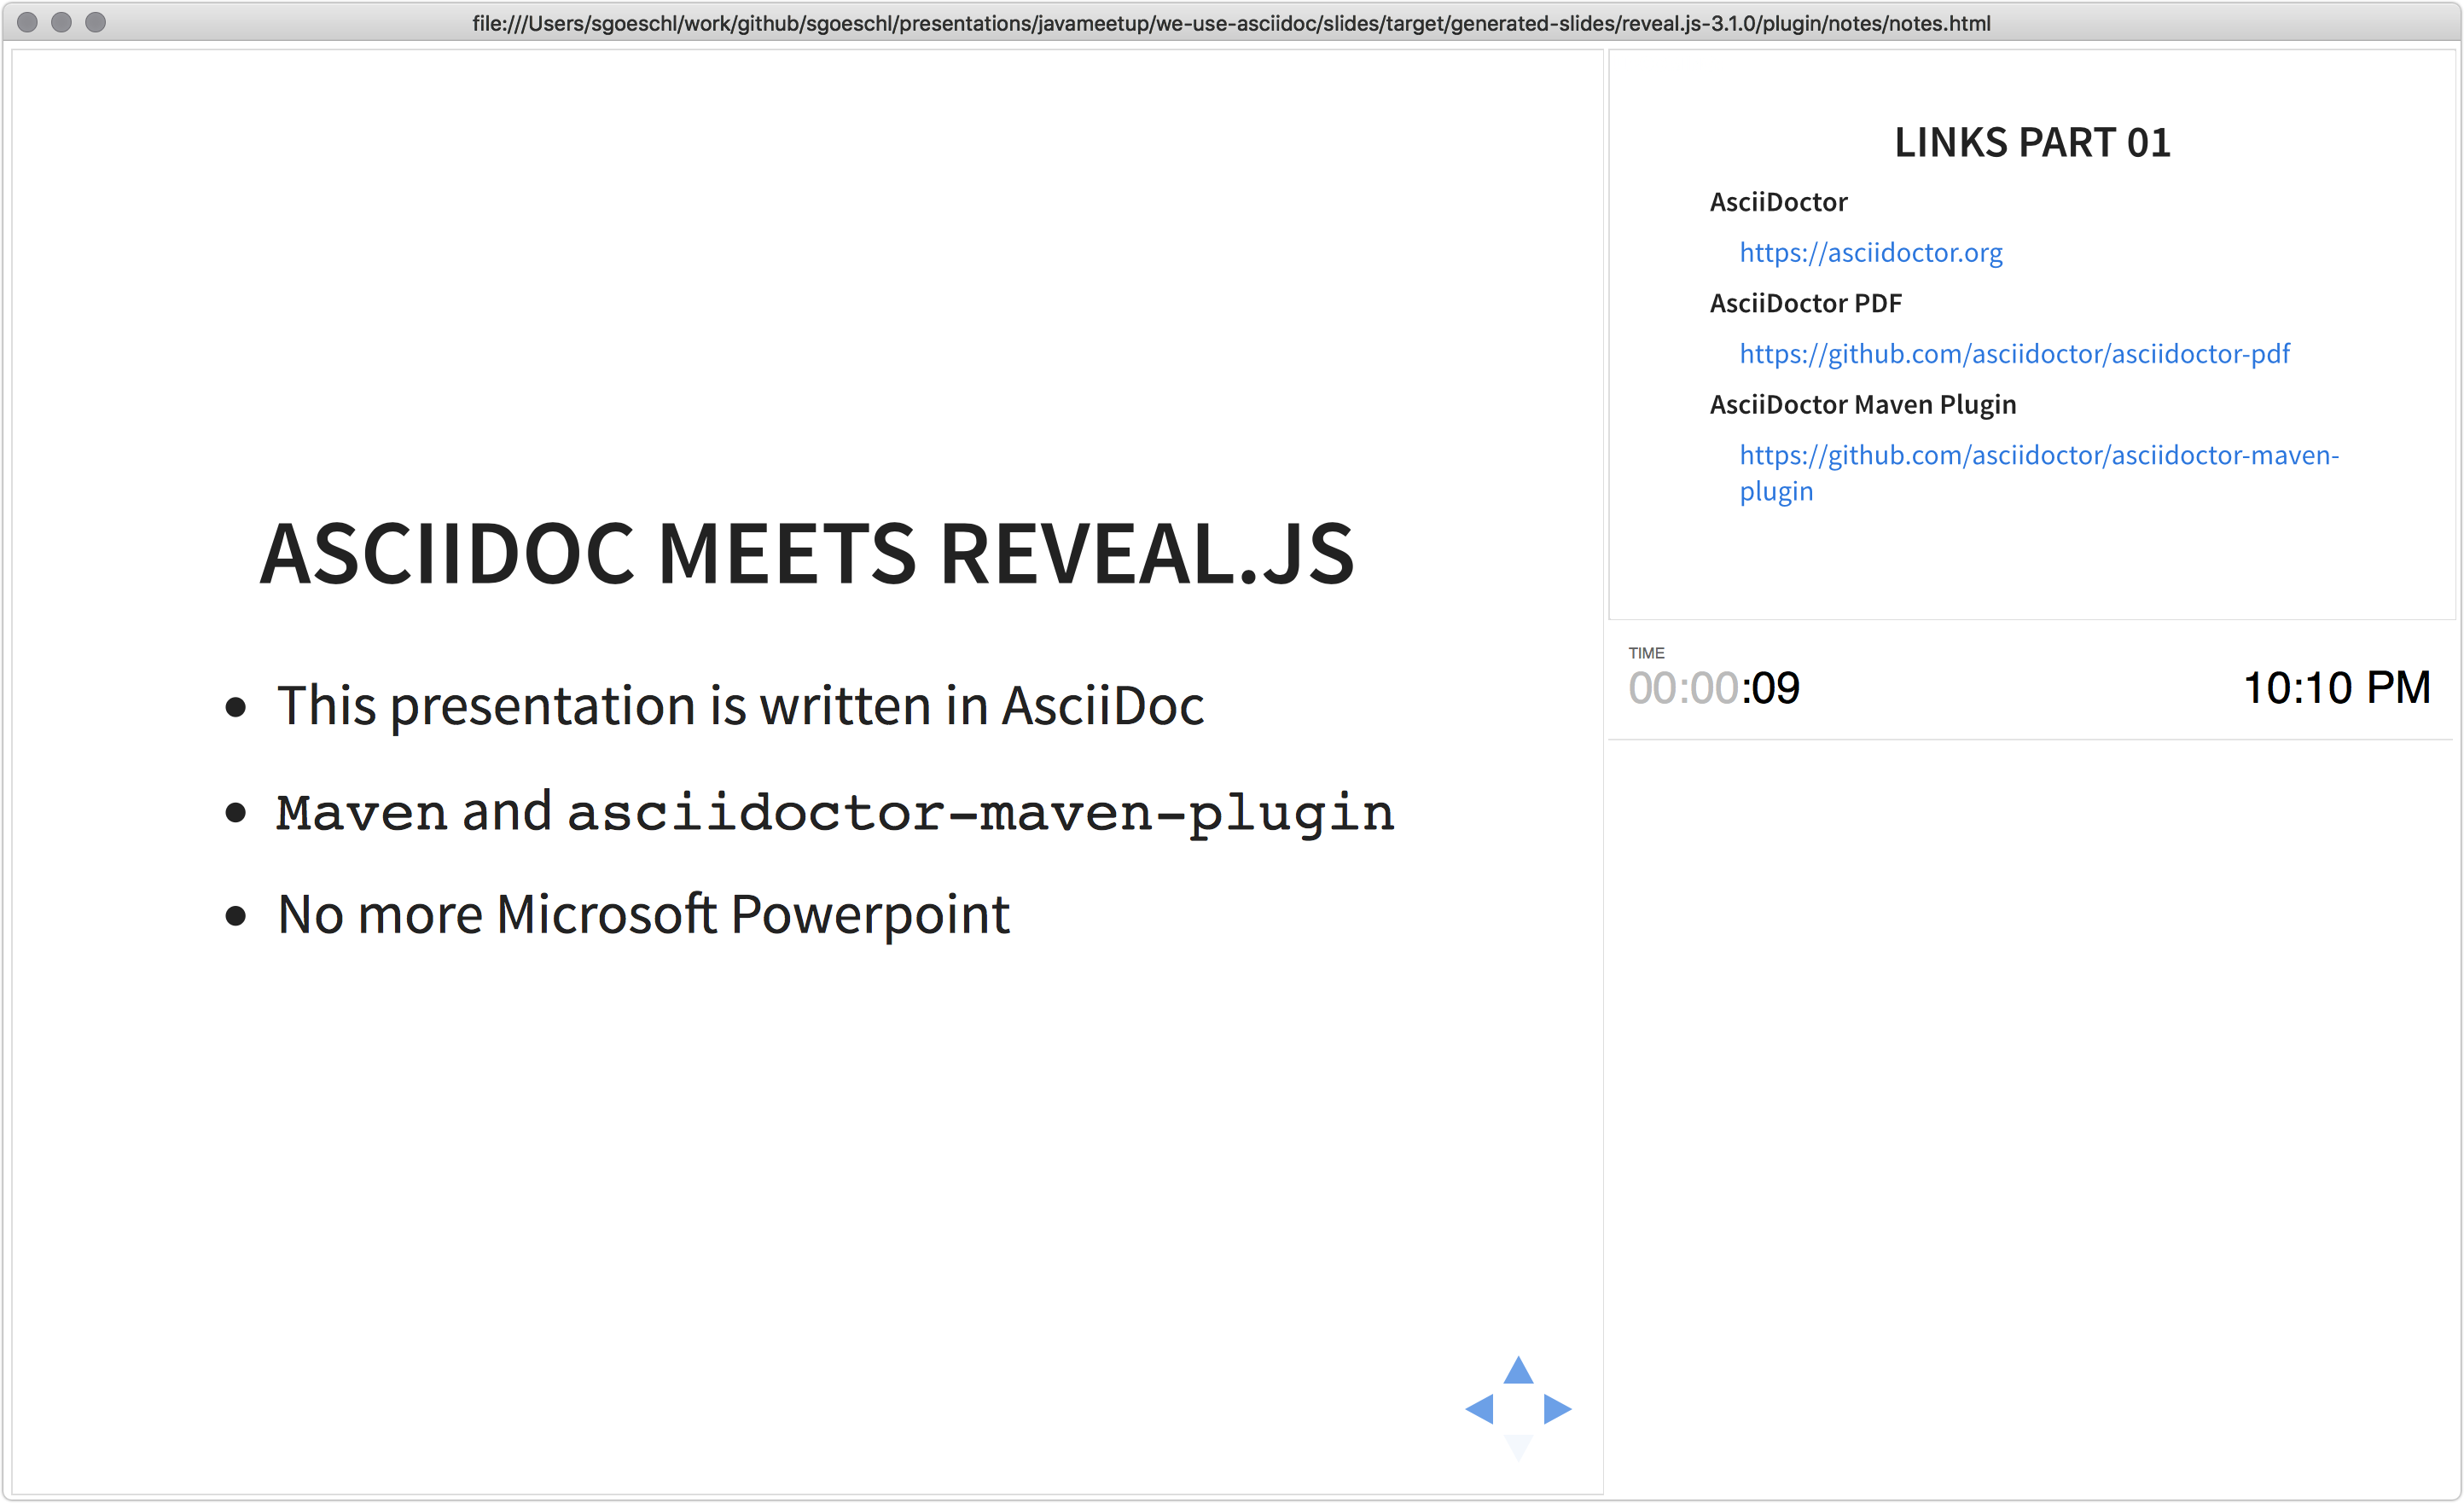 file:///Users/sgoeschl/work/github/sgoeschl/presentations/javameetup/we-use-asciidoc/slides/target/generated-slides/reveal.js-3.1.0/plugin/notes/notes.html
ASCIIDOC MEETS REVEAL.JS
This presentation is written in AsciiDoc
Maven and asciidoctor-maven-plugin
No more Microsoft Powerpoint
LINKS PART 01
AsciiDoctor
https://asciidoctor.org
AsciiDoctor PDF
https://github.com/asciidoctor/asciidoctor-pdf
AsciiDoctor Maven Plugin
https://github.com/asciidoctor/asciidoctor-maven-
plugin
TIME
00:00:09 10:10 PM